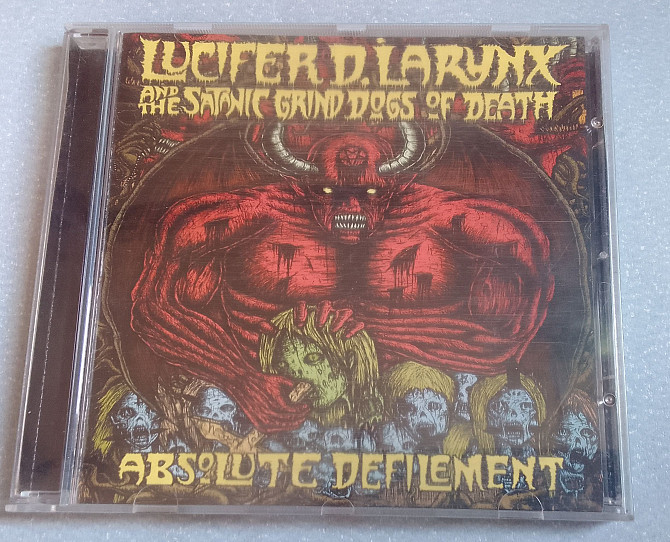 LUCIFER D. LARYNX
AND THE SATANIC GRIND DOGS OF DEATH
ABSOLUTE DEFILEMENT